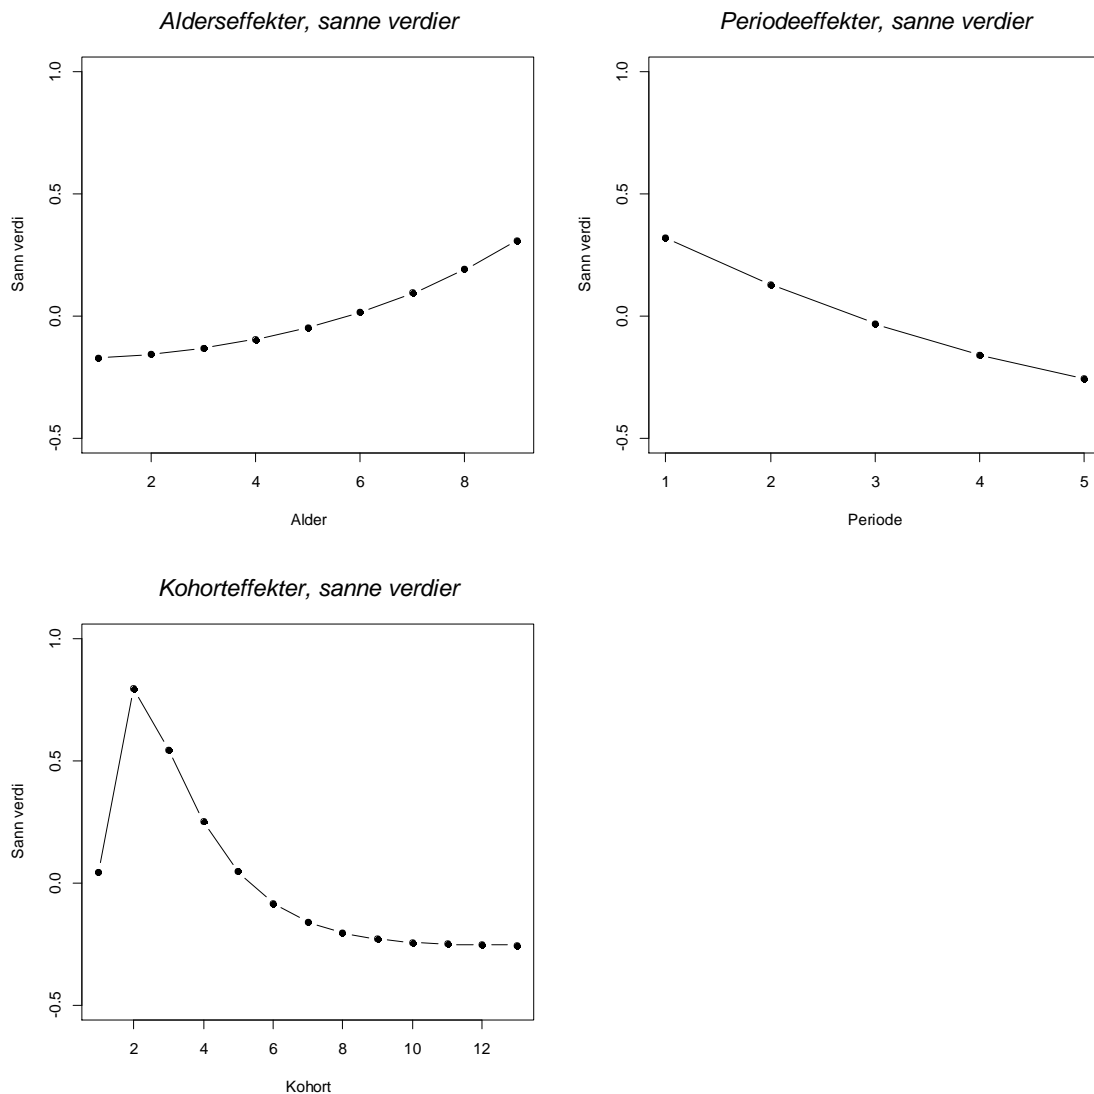 Alderseffekter, sanne verdier
Sann verdi
1.0
0.5
0.0
-0.5
2 4 6 8
Alder
Periodeeffekter, sanne verdier
Sann verdi
1.0
0.5
0.0
-0.5
1 2 3 4 5
Periode
Kohorteffekter, sanne verdier
Sann verdi
1.0
0.5
0.0
-0.5
2 4 6 8 10 12
Kohort